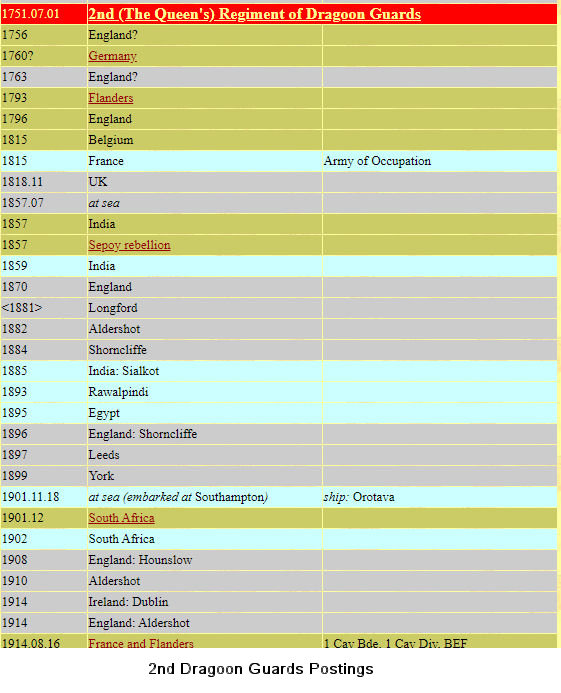 1751.07.01 2nd (The Queen's) Regiment of Dragoon Guards
1756 England?
1760? Germany
1763 England?
1793 Flanders
1796 England
1815 Belgium
1815 France Army of Occupation
1818.11 UK
1857.07 at sea
1857 India
1857 Sepoy rebellion
1859 India
1870 England
<1881> Longford
1882 Aldershot
1884 Shorncliffe
1885 India: Sialkot
1893 Rawalpindi
1895 Egypt
1896 England: Shorncliffe
1897 Leeds
1899 York
1901.11.18 at sea (embarked at Southampton) ship: Orotava
1901.12 South Africa
1902 South Africa
1908 England: Hounslow
1910 Aldershot
1914 Ireland: Dublin
1914 England: Aldershot
1914.08.16 France and Flanders 1 Cav Bde, 1 Cav Div, BEF
2nd Dragoon Guards Postings